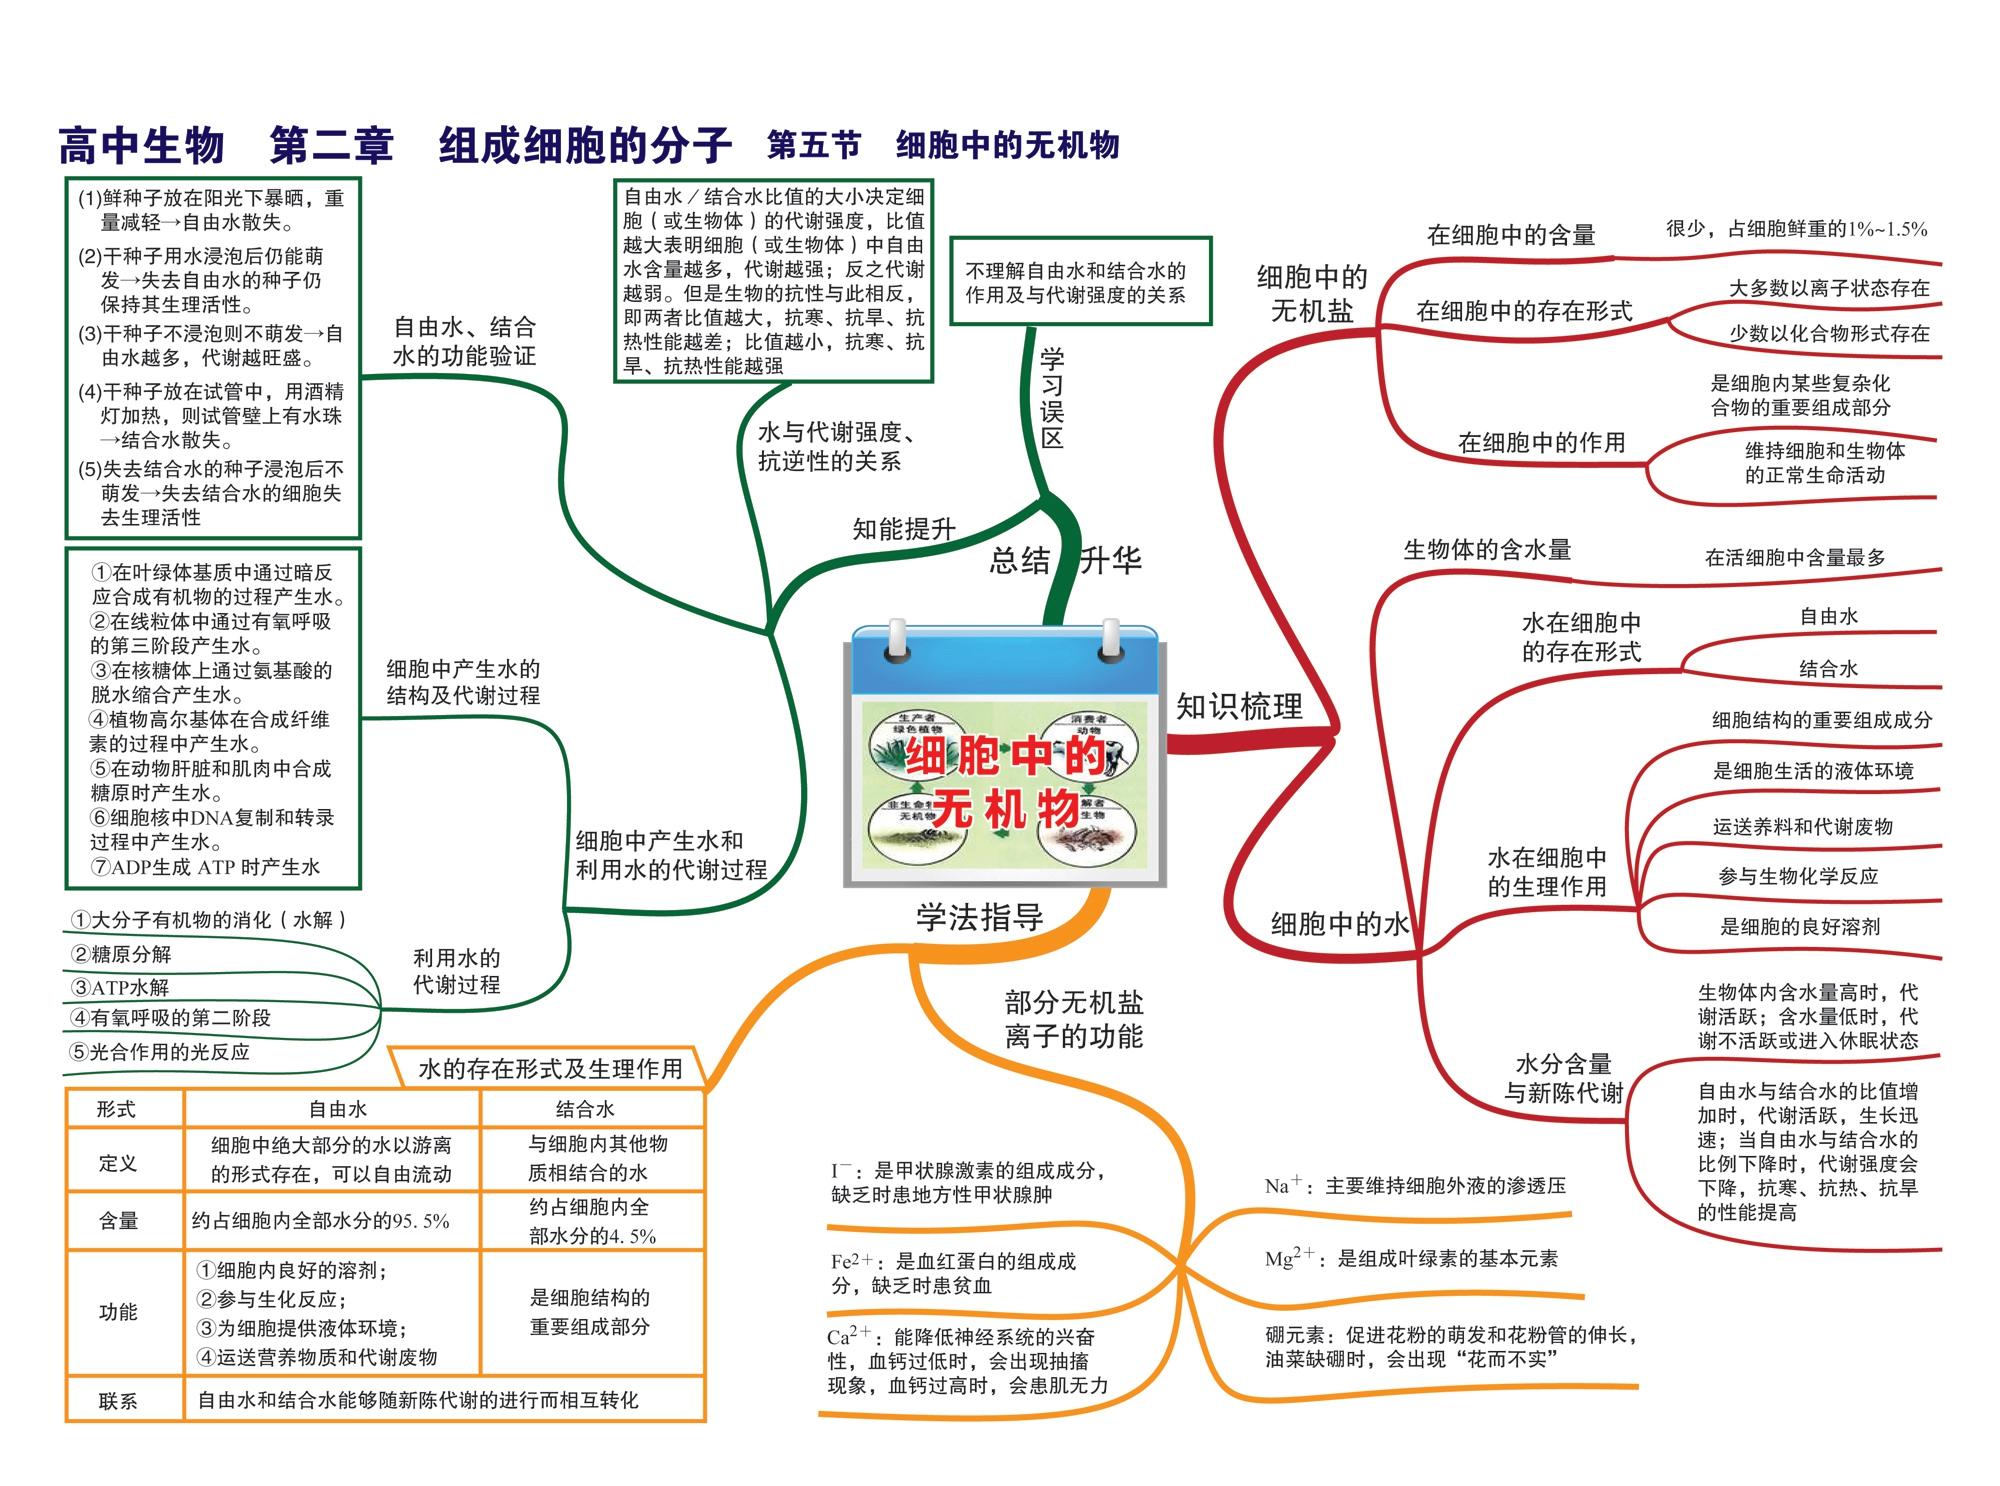 高中生物 第二章 组成细胞的分子 第五节 细胞中的无机物
(1)鲜种子放在阳光下暴晒，重
量减轻→自由水散失。
(2)干种子用水浸泡后仍能萌
发→失去自由水的种子仍
保持其生理活性。
(3)干种子不浸泡则不萌发→自
由水越多，代谢越旺盛。
(4)干种子放在试管中，用酒精
灯加热，则试管壁上有水珠
→结合水散失。
(5)失去结合水的种子浸泡后不
萌发→失去结合水的细胞失
去生理活性
自由水、结合
水的功能验证
自由水／结合水比值的大小决定细
胞（或生物体）的代谢强度，比值
越大表明细胞（或生物体）中自由
水含量越多，代谢越强；反之代谢
越弱。但是生物的抗性与此相反，
即两者比值越大，抗寒、抗旱、抗
热性能越差；比值越小，抗寒、抗
旱、抗热性能越强
水与代谢强度、
抗逆性的关系
不理解自由水和结合水的
作用及与代谢强度的关系
学习误区
知能提升
总结升华
①在叶绿体基质中通过暗反
应合成有机物的过程产生水。
②在线粒体中通过有氧呼吸
的第三阶段产生水。
③在核糖体上通过氨基酸的
脱水缩合产生水。
④植物高尔基体在合成纤维
素的过程中产生水。
⑤在动物肝脏和肌肉中合成
糖原时产生水。
⑥细胞核中DNA复制和转录
过程中产生水。
⑦ADP生成 ATP 时产生水
细胞中产生水的
结构及代谢过程
细胞中产生水和
利用水的代谢过程
①大分子有机物的消化（水解）
②糖原分解
③ATP水解
④有氧呼吸的第二阶段
⑤光合作用的光反应
利用水的
代谢过程
生产者
绿色植物
消费者
动物
细胞中的
无机物
非生命物
无机物
解者
生物
知识梳理
细胞中的
无机盐
在细胞中的含量
很少，占细胞鲜重的1%~1.5%
在细胞中的存在形式
大多数以离子状态存在
少数以化合物形式存在
在细胞中的作用
是细胞内某些复杂化
合物的重要组成部分
维持细胞和生物体
的正常生命活动
细胞中的水
生物体的含水量
在活细胞中含量最多
水在细胞中
的存在形式
自由水
结合水
水在细胞中
的生理作用
细胞结构的重要组成成分
是细胞生活的液体环境
运送养料和代谢废物
参与生物化学反应
是细胞的良好溶剂
水分含量
与新陈代谢
生物体内含水量高时，代
谢活跃；含水量低时，代
谢不活跃或进入休眠状态
自由水与结合水的比值增
加时，代谢活跃，生长迅
速；当自由水与结合水的
比例下降时，代谢强度会
下降，抗寒、抗热、抗旱
的性能提高
学法指导
水的存在形式及生理作用
形式 自由水 结合水
定义
细胞中绝大部分的水以游离
的形式存在，可以自由流动
与细胞内其他物
质相结合的水
含量
约占细胞内全部水分的95.5%
约占细胞内全
部水分的4.5%
功能
①细胞内良好的溶剂；
②参与生化反应；
③为细胞提供液体环境；
④运送营养物质和代谢废物
是细胞结构的
重要组成部分
联系 自由水和结合水能够随新陈代谢的进行而相互转化
部分无机盐
离子的功能
I⁻：是甲状腺激素的组成成分，
缺乏时患地方性甲状腺肿
Fe²⁺：是血红蛋白的组成成
分，缺乏时患贫血
Ca²⁺：能降低神经系统的兴奋
性，血钙过低时，会出现抽搐
现象，血钙过高时，会患肌无力
Na⁺：主要维持细胞外液的渗透压
Mg²⁺：是组成叶绿素的基本元素
硼元素：促进花粉的萌发和花粉管的伸长，
油菜缺硼时，会出现“花而不实”